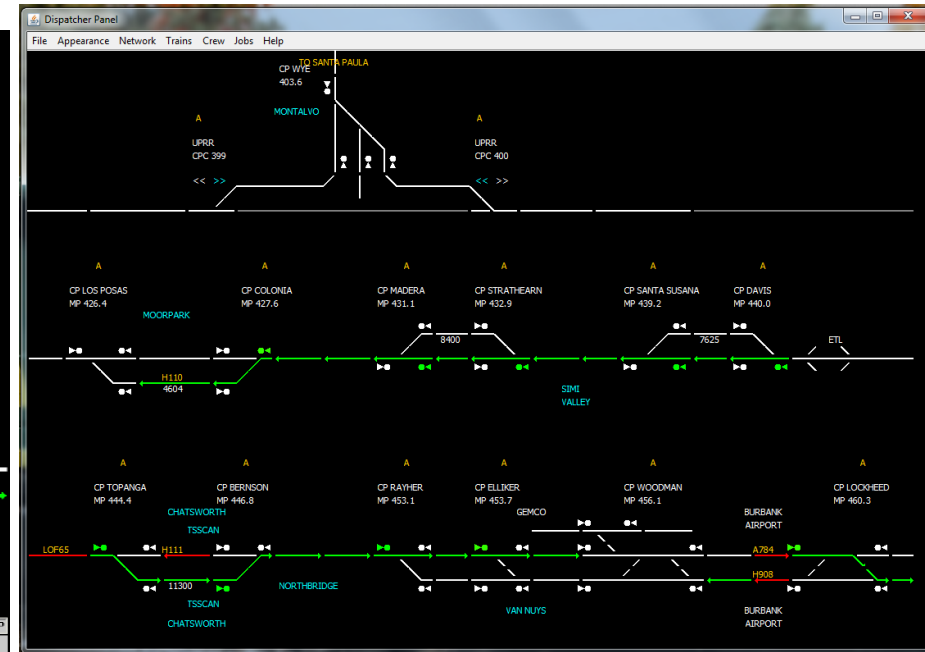 Dispatcher Panel
File Appearance Network Trains Crew Jobs Help
TO SANTA PAULA
CP WYE
403.6
MONTALVO
A A
UPRR UPRR
CPC 399 CPC 400
<< >> << >>
A A A A A A
CP LOS POSAS CP COLONIA CP MADERA CP STRATHEARN CP SANTA SUSANA CP DAVIS
MP 426.4 MP 427.6 MP 431.1 MP 432.9 MP 439.2 MP 440.0
MOORPARK
8400 7625 ETL
H110
4604
SIMI
VALLEY
A A A A A A
CP TOPANGA CP BERNSON CP RAYHER CP ELLIKER CP WOODMAN CP LOCKHEED
MP 444.4 MP 446.8 MP 453.1 MP 453.7 MP 456.1 MP 460.3
CHATSWORTH GEMCO BURBANK
TSSCAN AIRPORT
LOF65 H111 A784
H908
11300 NORTHBRIDGE
TSSCAN VAN NUYS BURBANK
CHATSWORTH AIRPORT